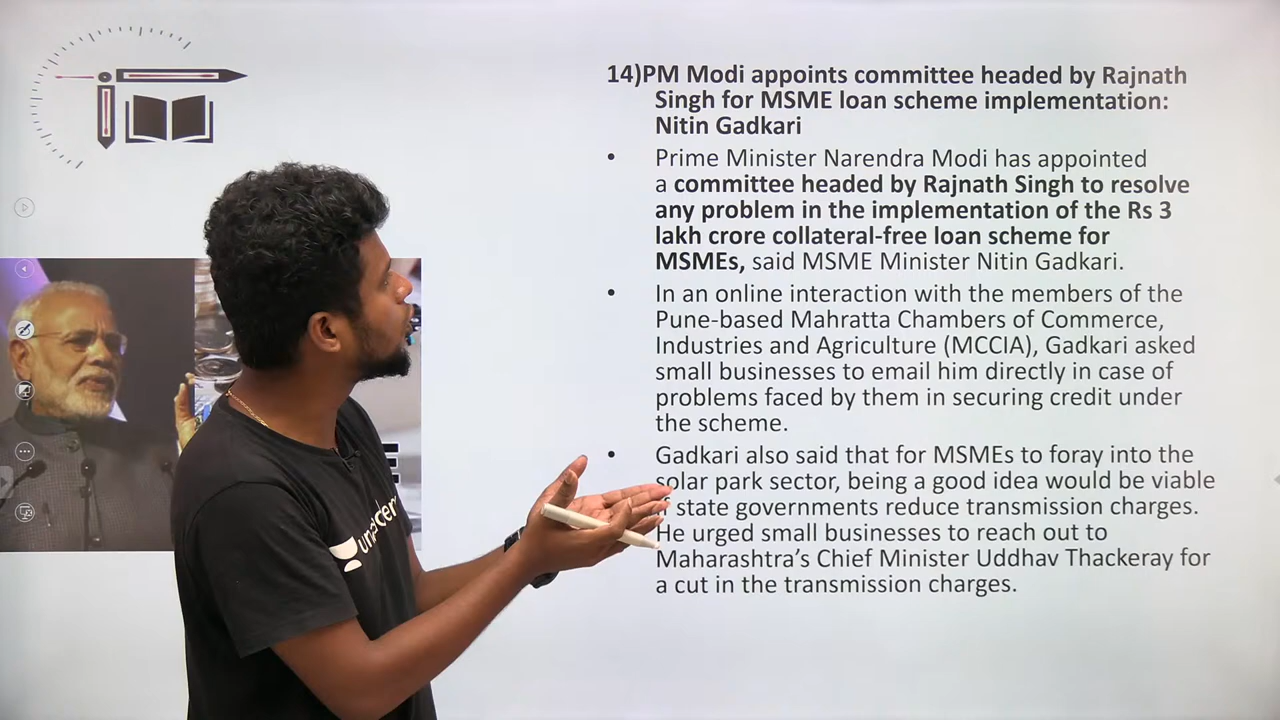 14)PM Modi appoints committee headed by Rajnath
Singh for MSME loan scheme implementation:
Nitin Gadkari
• Prime Minister Narendra Modi has appointed
a committee headed by Rajnath Singh to resolve
any problem in the implementation of the Rs 3
lakh crore collateral-free loan scheme for
MSMEs, said MSME Minister Nitin Gadkari.
• In an online interaction with the members of the
Pune-based Mahratta Chambers of Commerce,
Industries and Agriculture (MCCIA), Gadkari asked
small businesses to email him directly in case of
problems faced by them in securing credit under
the scheme.
• Gadkari also said that for MSMEs to foray into the
solar park sector, being a good idea would be viable
if state governments reduce transmission charges.
He urged small businesses to reach out to
Maharashtra's Chief Minister Uddhav Thackeray for
a cut in the transmission charges.